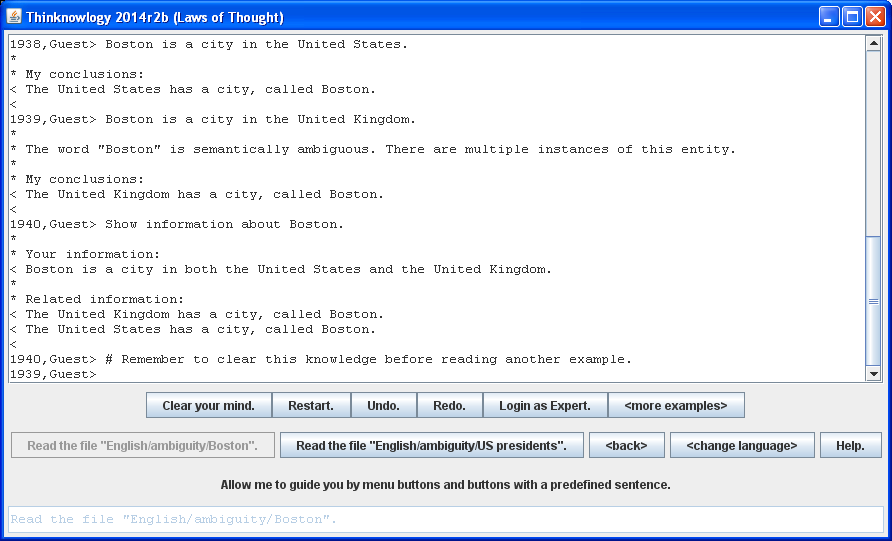 Thinknowlogy 2014r2b (Laws of Thought)
1938,Guest> Boston is a city in the United States.
*
* My conclusions:
< The United States has a city, called Boston.
<
1939,Guest> Boston is a city in the United Kingdom.
*
* The word "Boston" is semantically ambiguous. There are multiple instances of this entity.
*
* My conclusions:
< The United Kingdom has a city, called Boston.
<
1940,Guest> Show information about Boston.
*
* Your information:
< Boston is a city in both the United States and the United Kingdom.
*
* Related information:
< The United Kingdom has a city, called Boston.
< The United States has a city, called Boston.
<
1940,Guest> # Remember to clear this knowledge before reading another example.
1939,Guest>
Clear your mind. Restart. Undo. Redo. Login as Expert. <more examples>
Read the file "English/ambiguity/Boston". Read the file "English/ambiguity/US presidents". <back> <change language> Help.
Allow me to guide you by menu buttons and buttons with a predefined sentence.
Read the file "English/ambiguity/Boston".